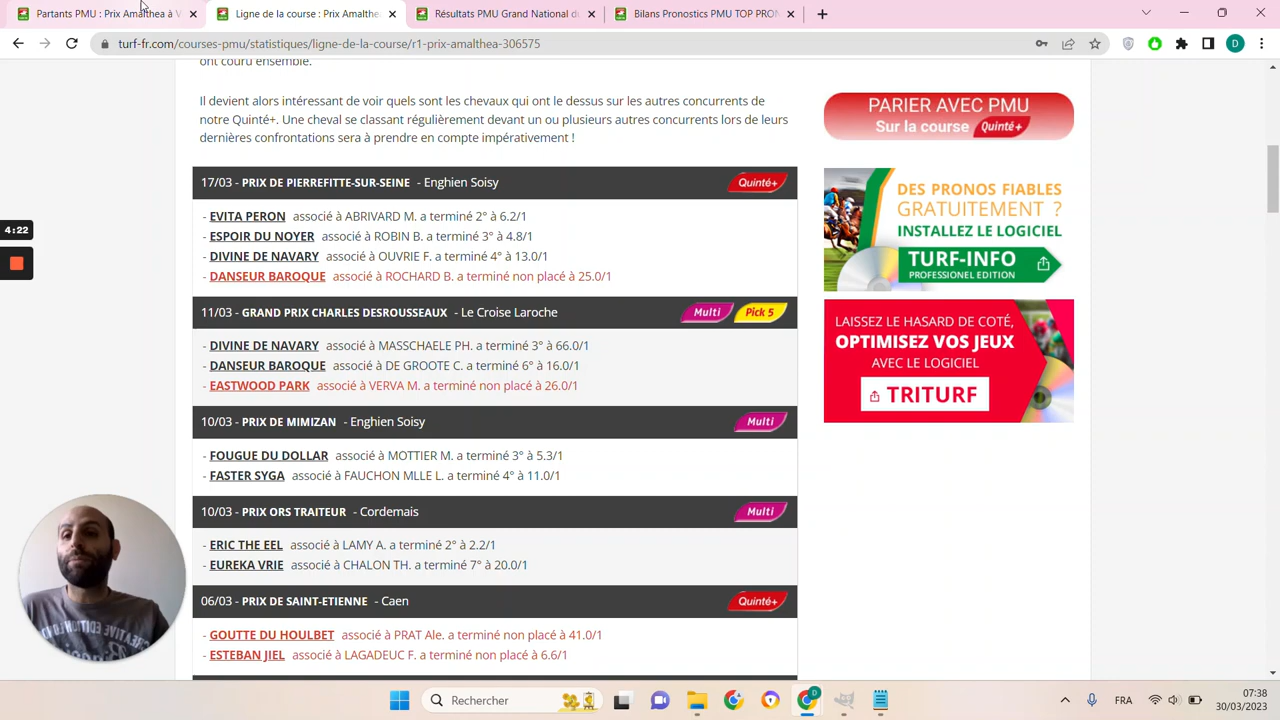 Partants PMU : Prix Amalthea à V
Ligne de la course : Prix Amalthe
Résultats PMU Grand National du
Bilans Pronostics PMU TOP PRON
turf-fr.com/courses-pmu/statistiques/ligne-de-la-course/r1-prix-amalthea-306575
D
ont couru ensemble.
Il devient alors intéressant de voir quels sont les chevaux qui ont le dessus sur les autres concurrents de
notre Quinté+. Une cheval se classant régulièrement devant un ou plusieurs autres concurrents lors de leurs
dernières confrontations sera à prendre en compte impérativement !
17/03 - PRIX DE PIERREFITTE-SUR-SEINE - Enghien Soisy Quinté+
- EVITA PERON associé à ABRIVARD M. a terminé 2° à 6.2/1
- ESPOIR DU NOYER associé à ROBIN B. a terminé 3° à 4.8/1
- DIVINE DE NAVARY associé à OUVRIE F. a terminé 4° à 13.0/1
- DANSEUR BAROQUE associé à ROCHARD B. a terminé non placé à 25.0/1
11/03 - GRAND PRIX CHARLES DESROUSSEAUX - Le Croise Laroche Multi Pick 5
- DIVINE DE NAVARY associé à MASSCHAELE PH. a terminé 3° à 66.0/1
- DANSEUR BAROQUE associé à DE GROOTE C. a terminé 6° à 16.0/1
- EASTWOOD PARK associé à VERVA M. a terminé non placé à 26.0/1
10/03 - PRIX DE MIMIZAN - Enghien Soisy Multi
- FOUGUE DU DOLLAR associé à MOTTIER M. a terminé 3° à 5.3/1
- FASTER SYGA associé à FAUCHON MLLE L. a terminé 4° à 11.0/1
10/03 - PRIX ORS TRAITEUR - Cordemais Multi
- ERIC THE EEL associé à LAMY A. a terminé 2° à 2.2/1
- EUREKA VRIE associé à CHALON TH. a terminé 7° à 20.0/1
06/03 - PRIX DE SAINT-ETIENNE - Caen Quinté+
- GOUTTE DU HOULBET associé à PRAT Ale. a terminé non placé à 41.0/1
- ESTEBAN JIEL associé à LAGADEUC F. a terminé non placé à 6.6/1
PARIER AVEC PMU
Sur la course Quinté+
DES PRONOS FIABLES
GRATUITEMENT ?
INSTALLEZ LE LOGICIEL
TURF-INFO
PROFESSIONEL EDITION
LAISSEZ LE HASARD DE COTÉ,
OPTIMISEZ VOS JEUX
AVEC LE LOGICIEL
TRITURF
4:22
Rechercher
D
FRA
07:38
30/03/2023